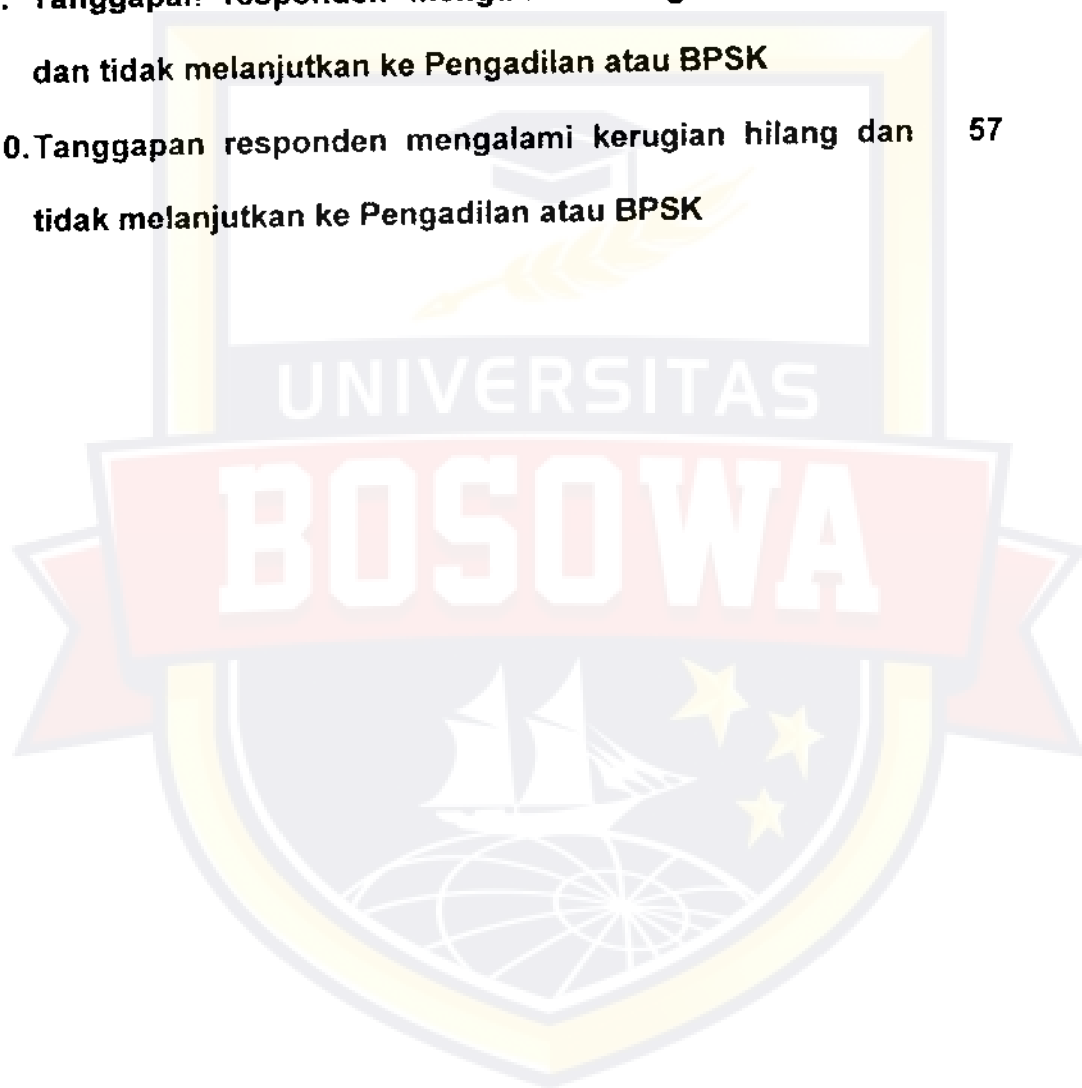 Tanggapan responden
dan tidak melanjutkan ke Pengadilan atau BPSK
0. Tanggapan responden mengalami kerugian hilang dan 57
tidak melanjutkan ke Pengadilan atau BPSK
UNIVERSITAS
BOSOWA